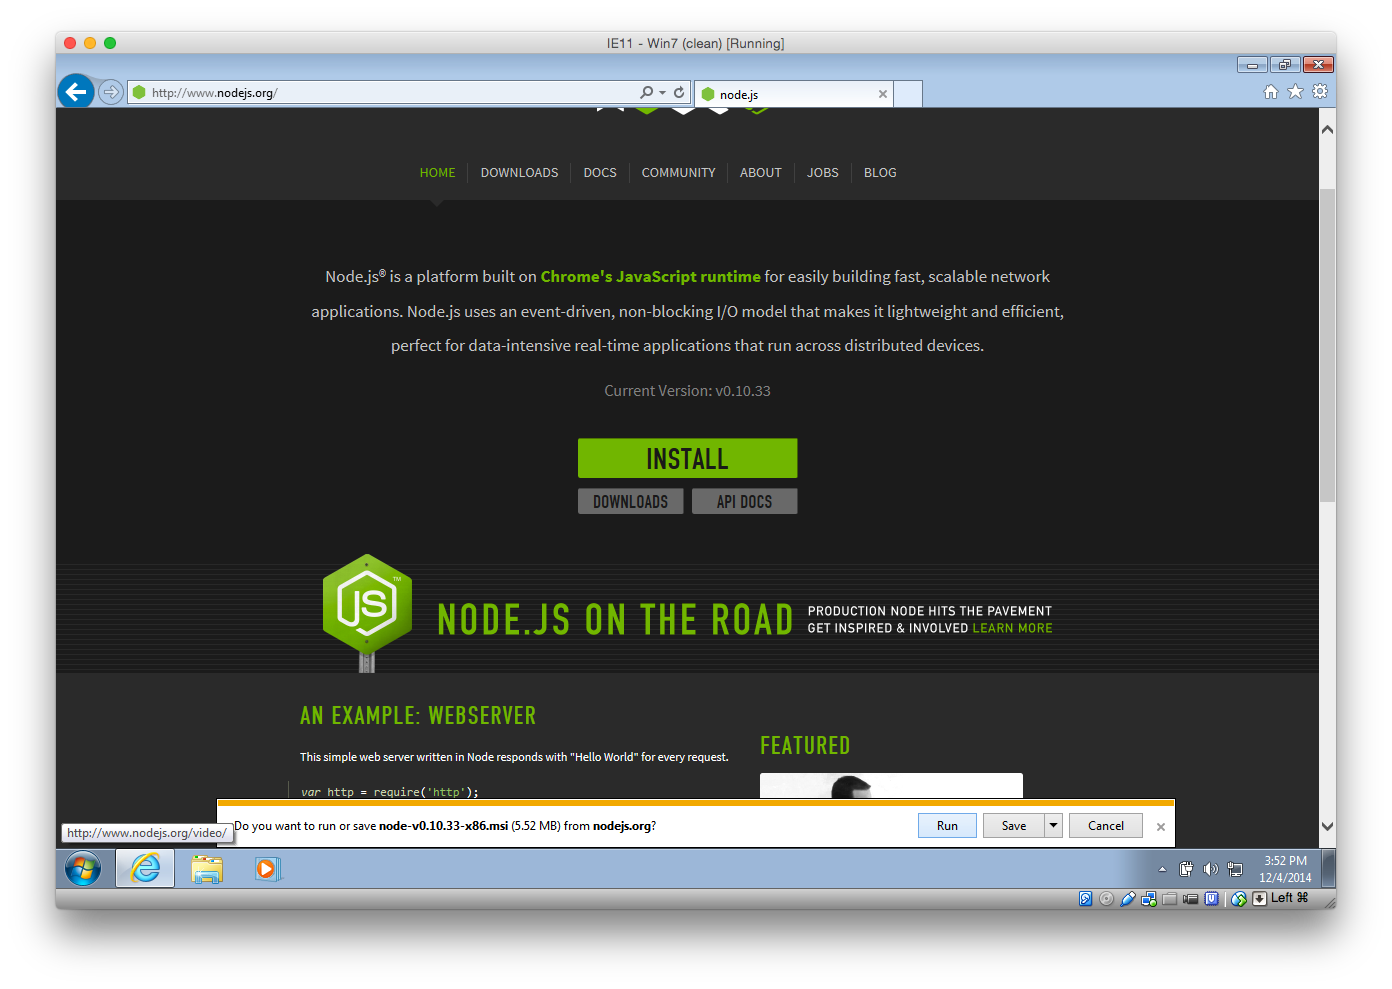 IE11 - Win7 (clean) [Running]
http://www.nodejs.org/
node.js
HOME
DOWNLOADS
DOCS
COMMUNITY
ABOUT
JOBS
BLOG
Node.js® is a platform built on Chrome's JavaScript runtime for easily building fast, scalable network
applications. Node.js uses an event-driven, non-blocking I/O model that makes it lightweight and efficient,
perfect for data-intensive real-time applications that run across distributed devices.
Current Version: v0.10.33
INSTALL
DOWNLOADS
API DOCS
JS™
NODE.JS ON THE ROAD
PRODUCTION NODE HITS THE PAVEMENT
GET INSPIRED & INVOLVED LEARN MORE
AN EXAMPLE: WEBSERVER
FEATURED
This simple web server written in Node responds with "Hello World" for every request.
var http = require('http');
http://www.nodejs.org/video/
Do you want to run or save node-v0.10.33-x86.msi (5.52 MB) from nodejs.org?
Run
Save
Cancel
3:52 PM
12/4/2014
Left ⌘